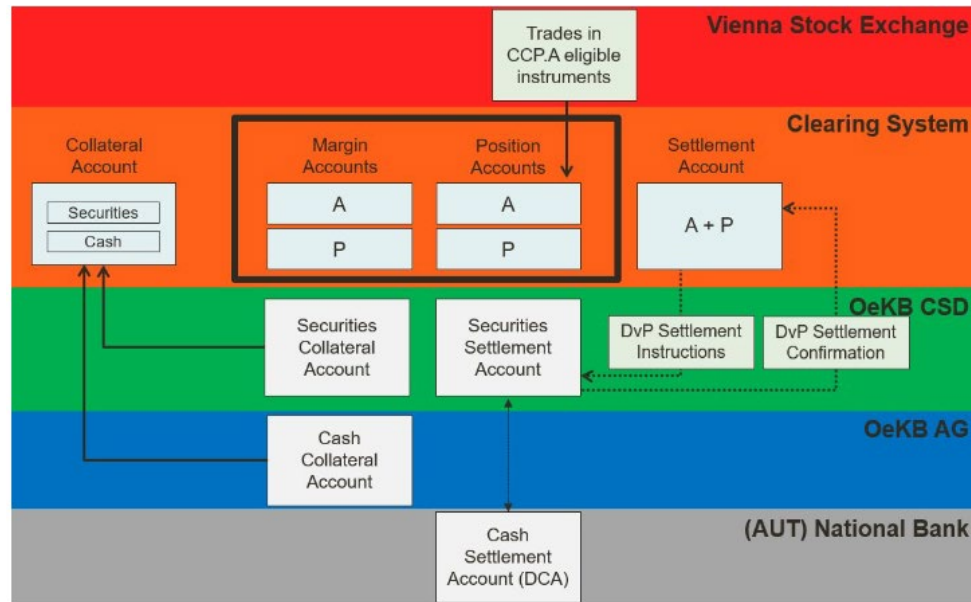 Vienna Stock Exchange
Trades in
CCP.A eligible
instruments
Clearing System
Collateral
Account
Margin
Accounts
Position
Accounts
Settlement
Account
Securities
Cash
A
P
A
P
A + P
OeKB CSD
Securities
Collateral
Account
Securities
Settlement
Account
DvP Settlement
Instructions
DvP Settlement
Confirmation
OeKB AG
Cash
Collateral
Account
(AUT) National Bank
Cash
Settlement
Account (DCA)